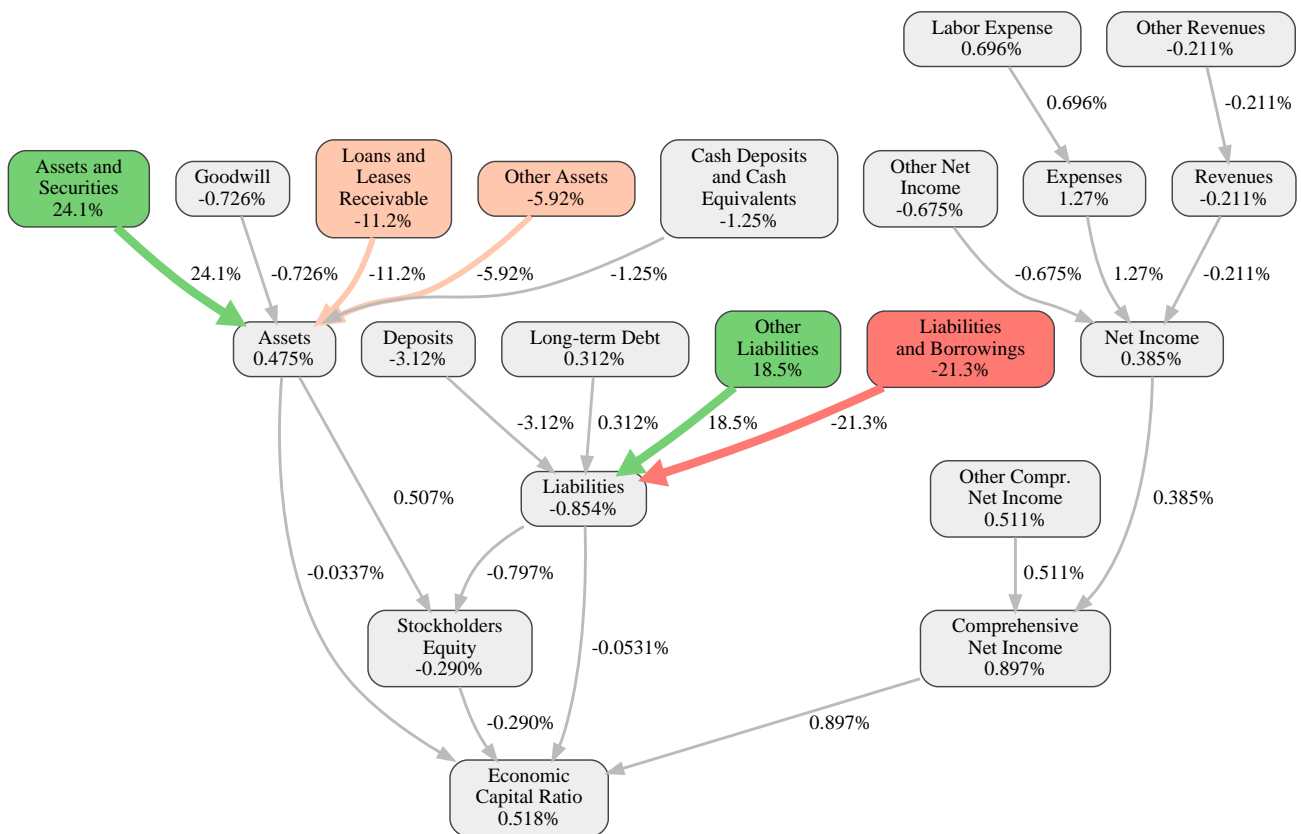 Labor Expense
0.696%
Other Revenues
-0.211%
0.696%
-0.211%
Assets and
Securities
24.1%
Goodwill
-0.726%
Loans and
Leases
Receivable
-11.2%
Other Assets
-5.92%
Cash Deposits
and Cash
Equivalents
-1.25%
Other Net
Income
-0.675%
Expenses
1.27%
Revenues
-0.211%
24.1%
-0.726%
-11.2%
-5.92%
-1.25%
-0.675%
1.27%
-0.211%
Assets
0.475%
Deposits
-3.12%
Long-term Debt
0.312%
Other
Liabilities
18.5%
Liabilities
and Borrowings
-21.3%
Net Income
0.385%
-3.12%
0.312%
18.5%
-21.3%
0.507%
Liabilities
-0.854%
Other Compr.
Net Income
0.511%
0.385%
-0.0337%
-0.797%
0.511%
Stockholders
Equity
-0.290%
-0.0531%
Comprehensive
Net Income
0.897%
-0.290%
0.897%
Economic
Capital Ratio
0.518%